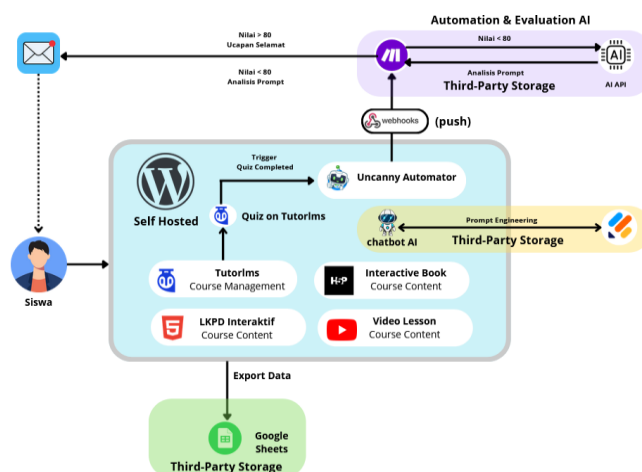 Automation & Evaluation AI
Nilai > 80
Ucapan Selamat
Nilai < 80
Analisis Prompt
Nilai < 80
AI
Analisis Prompt
Third-Party Storage
AI API
webhooks
(push)
Trigger
Quiz Completed
Uncanny Automator
Self Hosted
Quiz on Tutorlms
chatbot AI
Prompt Engineering
Third-Party Storage
Siswa
Tutorlms
Course Management
H5P
Interactive Book
Course Content
LKPD Interaktif
Course Content
Video Lesson
Course Content
Export Data
Google
Sheets
Third-Party Storage